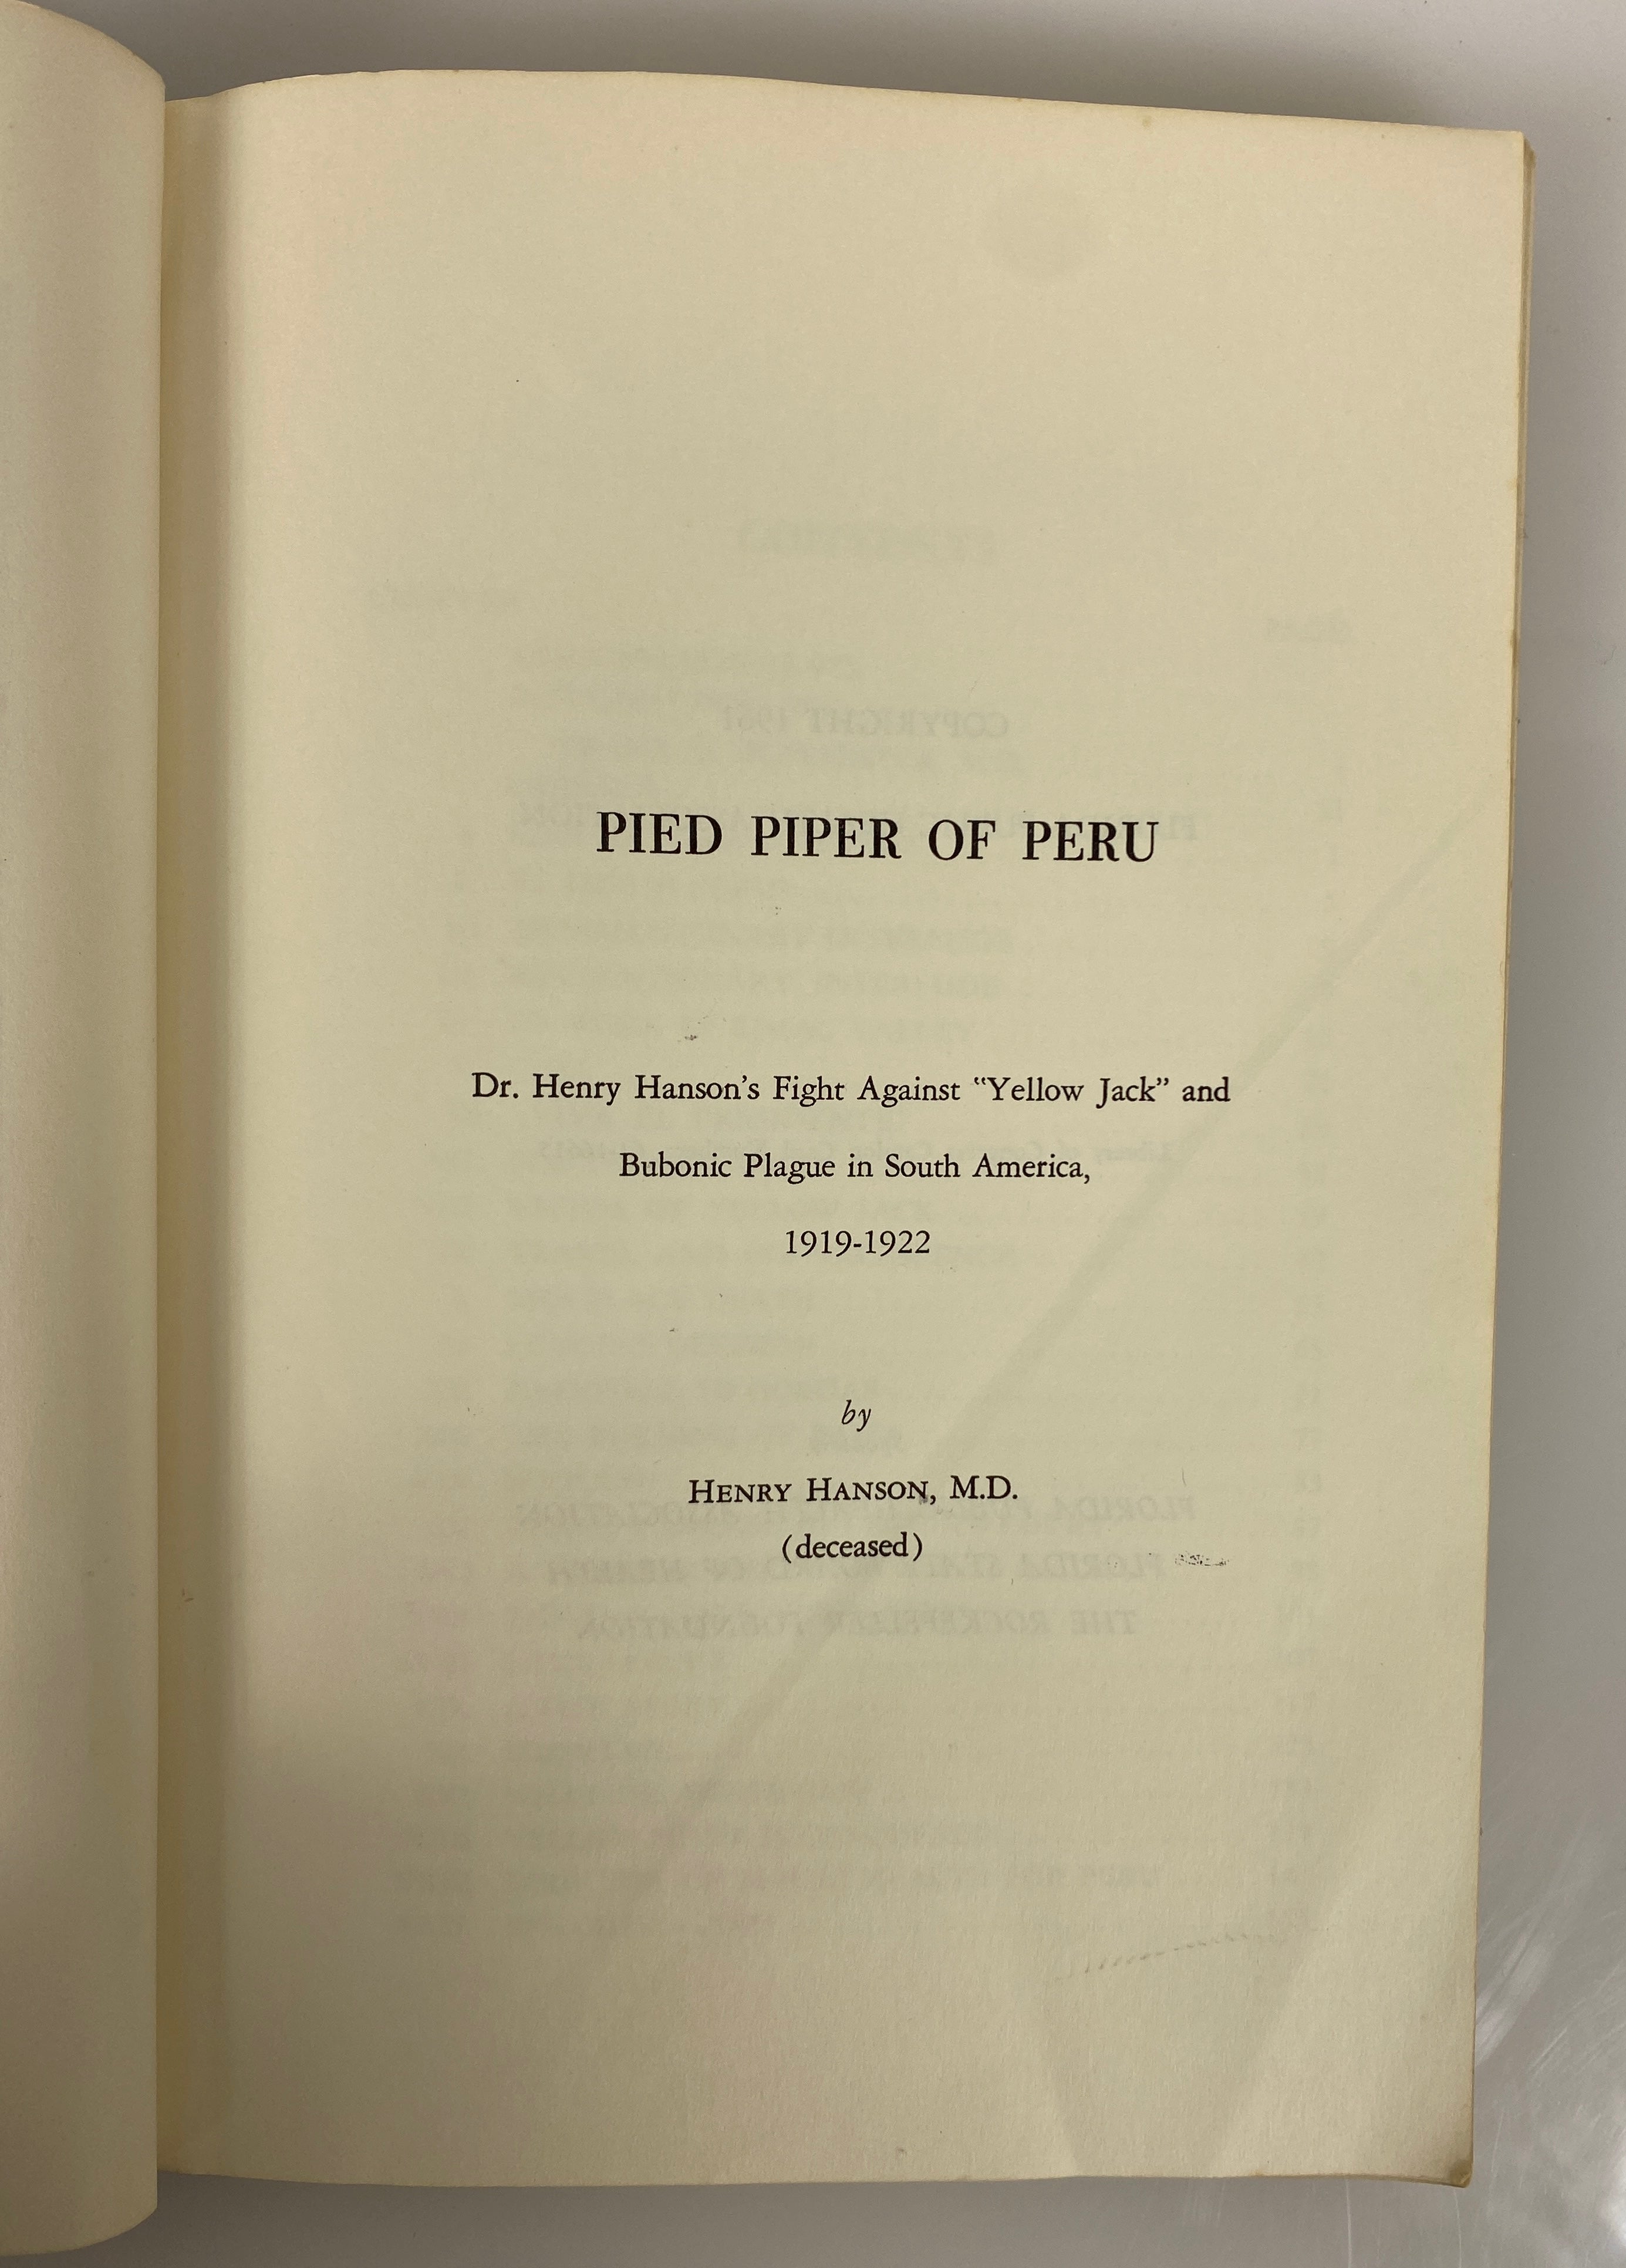 PIED PIPER OF PERU
Dr. Henry Hanson's Fight Against "Yellow Jack" and
Bubonic Plague in South America,
1919-1922
by
HENRY HANSON, M.D.
(deceased)